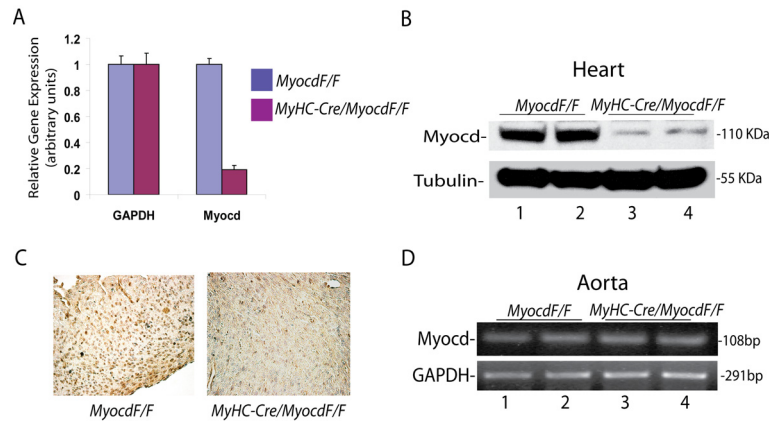 A
Relative Gene Expression
(arbitrary units)
1.2
1
0.8
0.6
0.4
0.2
0
GAPDH Myocd
MyocdF/F
MyHC-Cre/MyocdF/F
B
Heart
MyocdF/F MyHC-Cre/MyocdF/F
Myocd- -110 KDa
Tubulin- -55 KDa
1 2 3 4
C
MyocdF/F MyHC-Cre/MyocdF/F
D
Aorta
MyocdF/F MyHC-Cre/MyocdF/F
Myocd- -108bp
GAPDH- -291bp
1 2 3 4